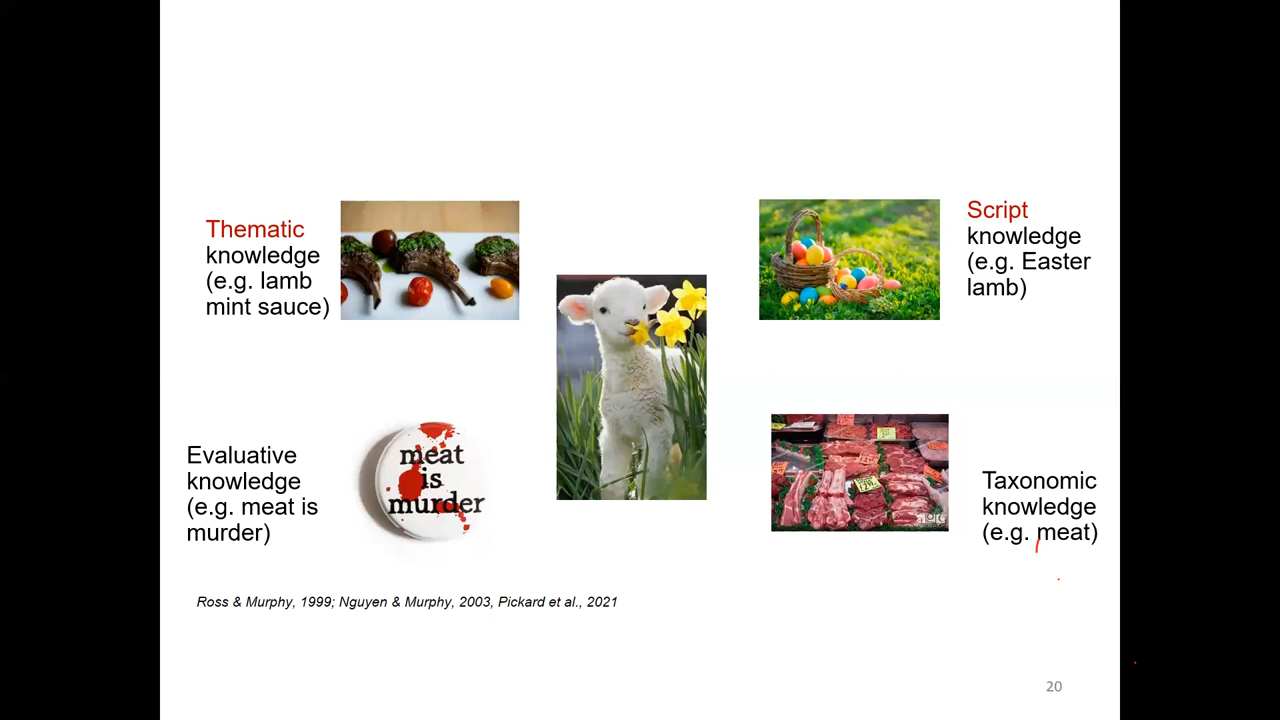 Thematic
knowledge
(e.g. lamb
mint sauce)
Script
knowledge
(e.g. Easter
lamb)
Evaluative
knowledge
(e.g. meat is
murder)
meat
is
murder
Taxonomic
knowledge
(e.g. meat)
Ross & Murphy, 1999; Nguyen & Murphy, 2003, Pickard et al., 2021
20